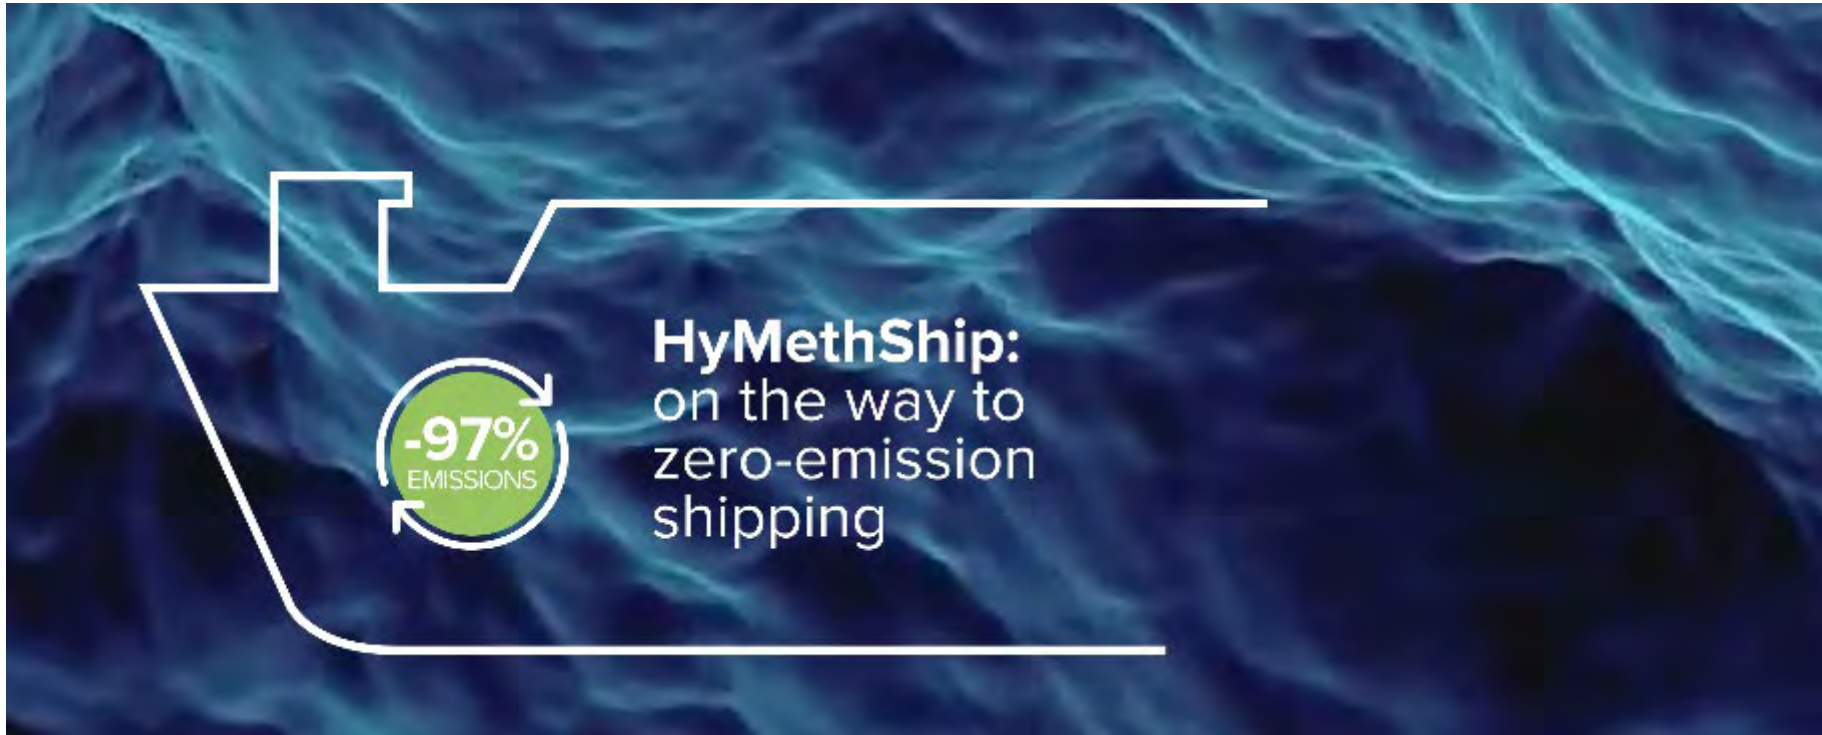 -97%
EMISSIONS
HyMethShip:
on the way to
zero-emission
shipping